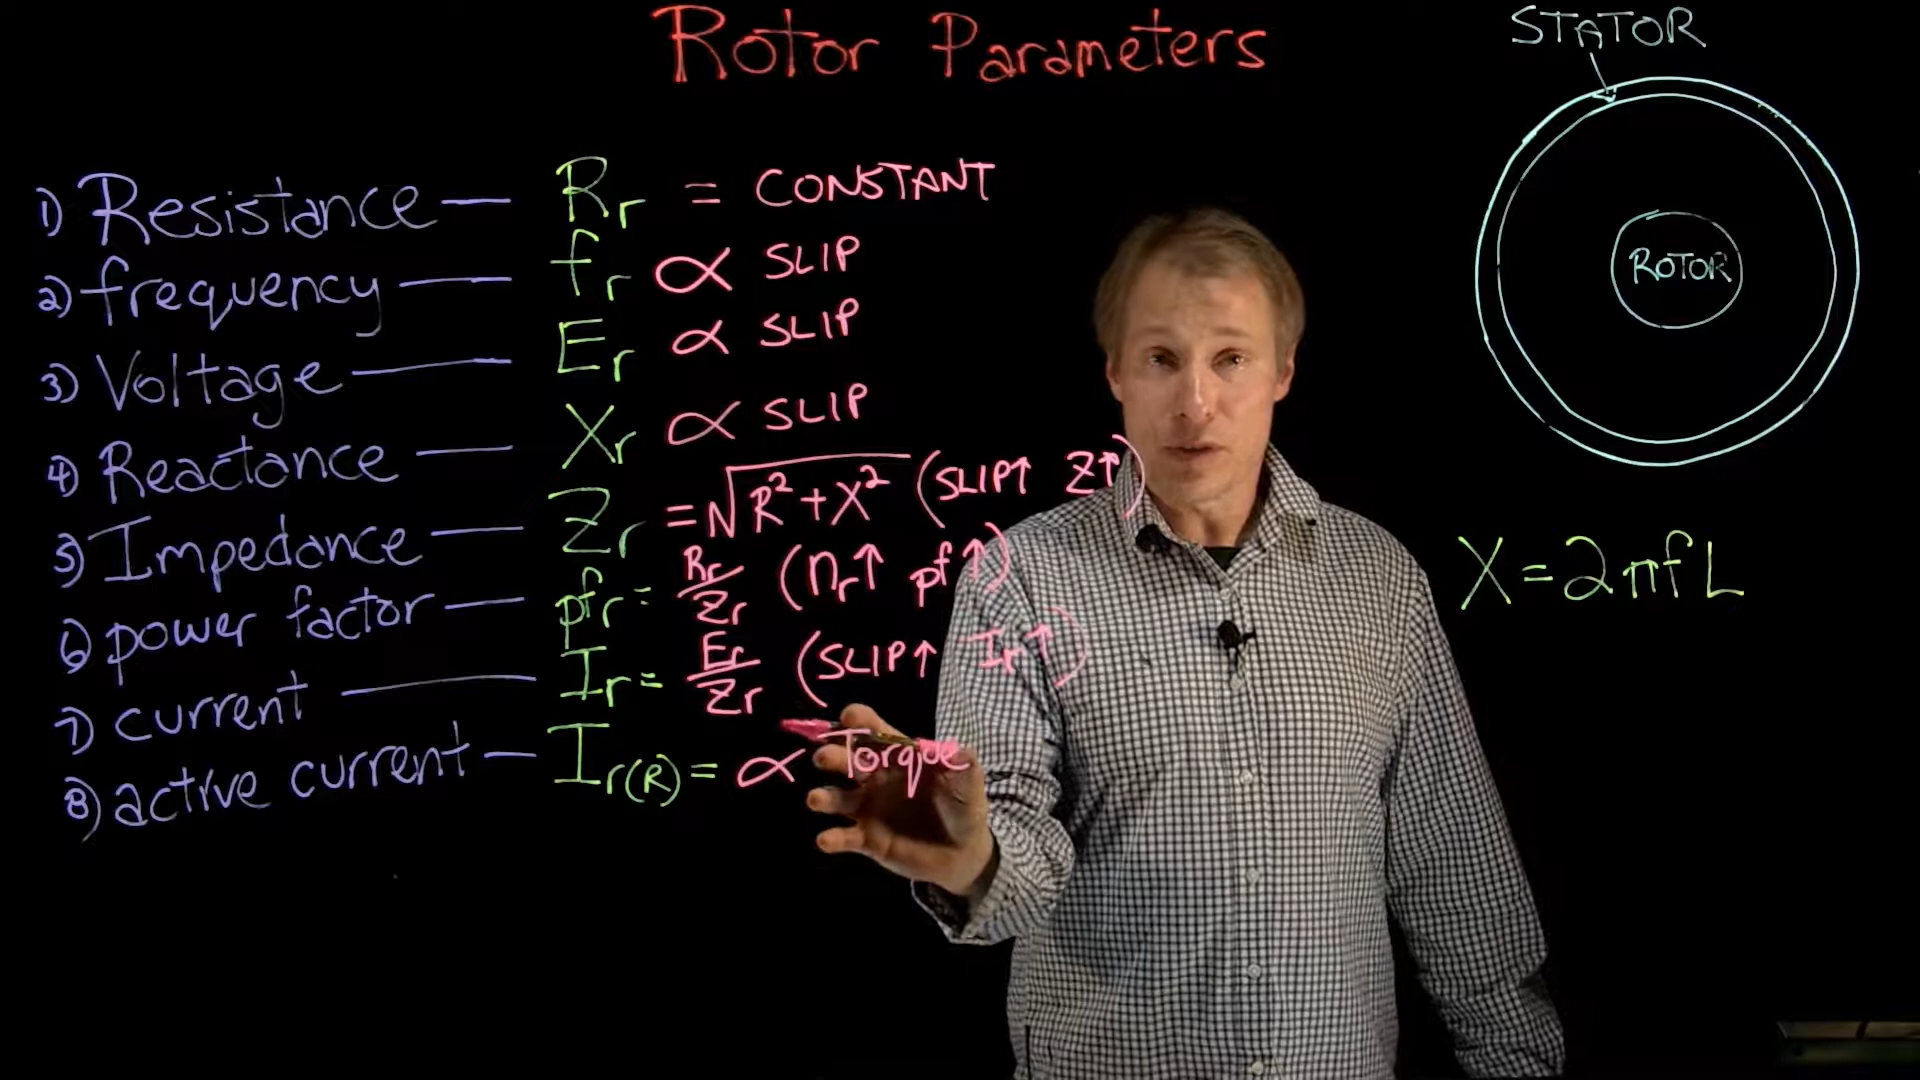 Rotor Parameters
STATOR
ROTOR
1) Resistance — Rr = CONSTANT
2) frequency — fr ∝ SLIP
3) Voltage — Er ∝ SLIP
4) Reactance — Xr ∝ SLIP
5) Impedance — Zr = √R²+X² (SLIP↑ Z↑)
6) power factor — pfr = Rr/Zr (nr↑ pf↑)
7) current — Ir = Er/Zr (SLIP↑ Ir↑)
8) active current — Ir(R) = ∝ Torque
X = 2πfL